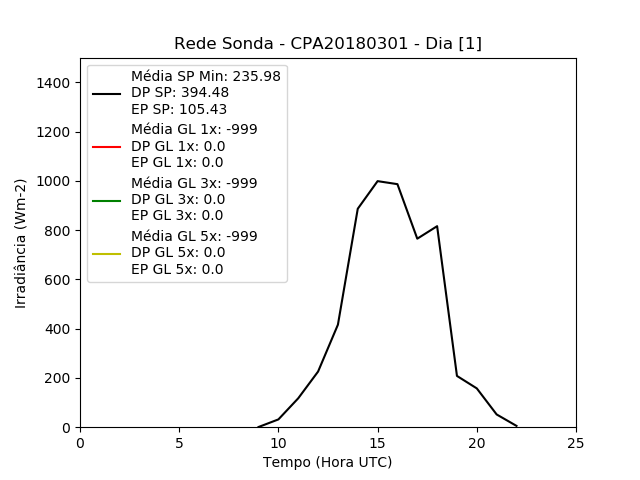 Rede Sonda - CPA20180301 - Dia [1]
Média SP Min: 235.98
DP SP: 394.48
EP SP: 105.43
Média GL 1x: -999
DP GL 1x: 0.0
EP GL 1x: 0.0
Média GL 3x: -999
DP GL 3x: 0.0
EP GL 3x: 0.0
Média GL 5x: -999
DP GL 5x: 0.0
EP GL 5x: 0.0
Irradiância (Wm-2)
1400
1200
1000
800
600
400
200
0
0 5 10 15 20 25
Tempo (Hora UTC)